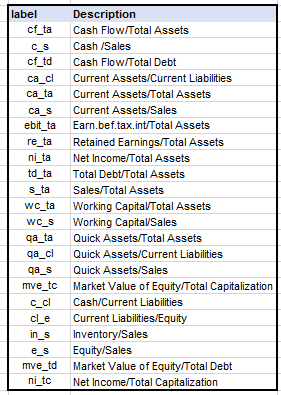 label Description
cf_ta Cash Flow/Total Assets
c_s Cash /Sales
cf_td Cash Flow/Total Debt
ca_cl Current Assets/Current Liabilities
ca_ta Current Assets/Total Assets
ca_s Current Assets/Sales
ebit_ta Earn.bef.tax.int/Total Assets
re_ta Retained Earnings/Total Assets
ni_ta Net Income/Total Assets
td_ta Total Debt/Total Assets
s_ta Sales/Total Assets
wc_ta Working Capital/Total Assets
wc_s Working Capital/Sales
qa_ta Quick Assets/Total Assets
qa_cl Quick Assets/Current Liabilities
qa_s Quick Assets/Sales
mve_tc Market Value of Equity/Total Capitalization
c_cl Cash/Current Liabilities
cl_e Current Liabilities/Equity
in_s Inventory/Sales
e_s Equity/Sales
mve_td Market Value of Equity/Total Debt
ni_tc Net Income/Total Capitalization